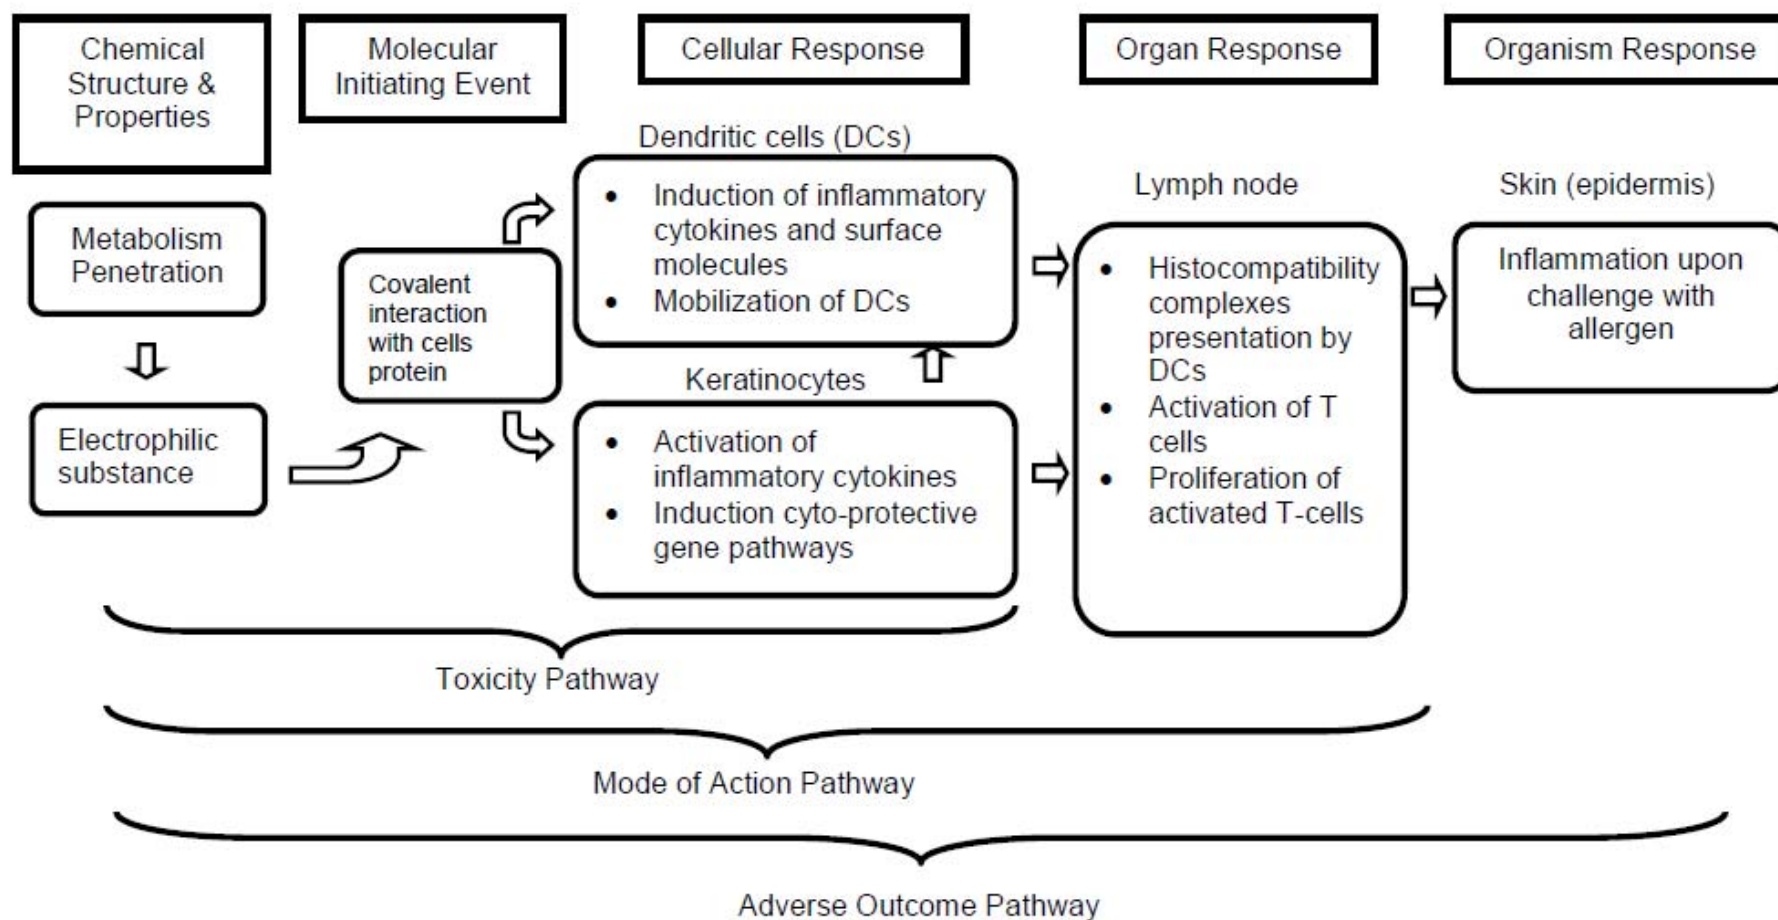 Chemical
Structure &
Properties
Molecular
Initiating Event
Cellular Response
Organ Response
Organism Response
Metabolism
Penetration
Electrophilic
substance
Covalent
interaction
with cells
protein
Dendritic cells (DCs)
• Induction of inflammatory
cytokines and surface
molecules
• Mobilization of DCs
Keratinocytes
• Activation of
inflammatory cytokines
• Induction cyto-protective
gene pathways
Lymph node
• Histocompatibility
complexes
presentation by
DCs
• Activation of T
cells
• Proliferation of
activated T-cells
Skin (epidermis)
Inflammation upon
challenge with
allergen
Toxicity Pathway
Mode of Action Pathway
Adverse Outcome Pathway